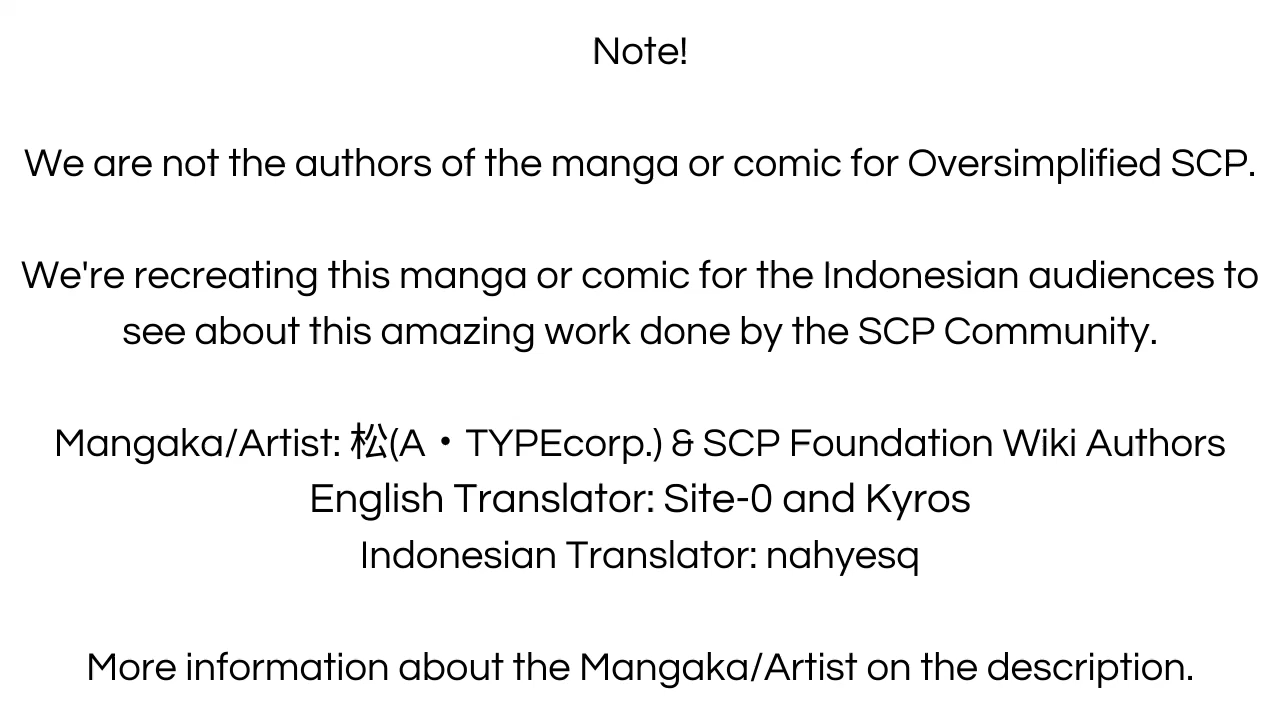 Note!
We are not the authors of the manga or comic for Oversimplified SCP.
We're recreating this manga or comic for the Indonesian audiences to
see about this amazing work done by the SCP Community.
Mangaka/Artist: 松(A・TYPEcorp.) & SCP Foundation Wiki Authors
English Translator: Site-0 and Kyros
Indonesian Translator: nahyesq
More information about the Mangaka/Artist on the description.